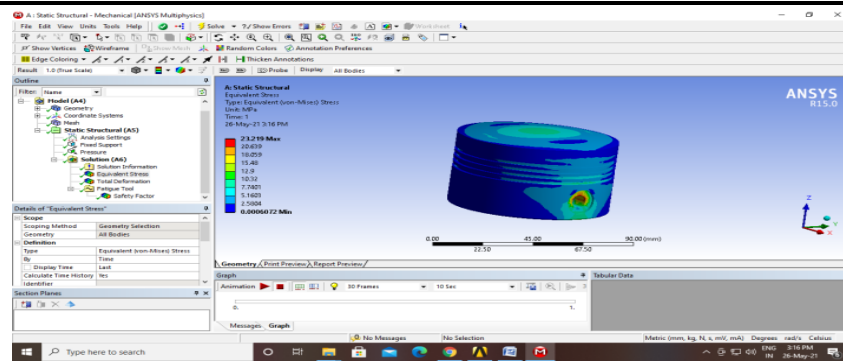 A : Static Structural - Mechanical [ANSYS Multiphysics]
File Edit View Units Tools Help Solve ?/ Show Errors Worksheet
Show Vertices Wireframe Show Mesh Random Colors Annotation Preferences
Edge Coloring Thicken Annotations
Result 1.0 (True Scale) Probe Display All Bodies
Outline
Filter: Name
Model (A4)
Geometry
Coordinate Systems
Mesh
Static Structural (A5)
Analysis Settings
Fixed Support
Pressure
Solution (A6)
Solution Information
Equivalent Stress
Total Deformation
Fatigue Tool
Safety Factor
Details of "Equivalent Stress"
Scope
Scoping Method Geometry Selection
Geometry All Bodies
Definition
Type Equivalent (von-Mises) Stress
By Time
Display Time Last
Calculate Time History Yes
Identifier
Section Planes
A: Static Structural
Equivalent Stress
Type: Equivalent (von-Mises) Stress
Unit: MPa
Time: 1
26-May-21 3:16 PM
23.219 Max
20.639
18.059
15.48
12.9
10.32
7.7401
5.1603
2.5804
0.0006072 Min
ANSYS
R15.0
Z
Y
X
0.00 45.00 90.00 (mm)
22.50 67.50
Geometry Print Preview Report Preview
Graph
Animation 30 Frames 10 Sec
0. 1.
Messages Graph
Tabular Data
No Messages No Selection Metric (mm, kg, N, s, mV, mA) Degrees rad/s Celsius
Type here to search
ENG 3:16 PM
IN 26-May-21